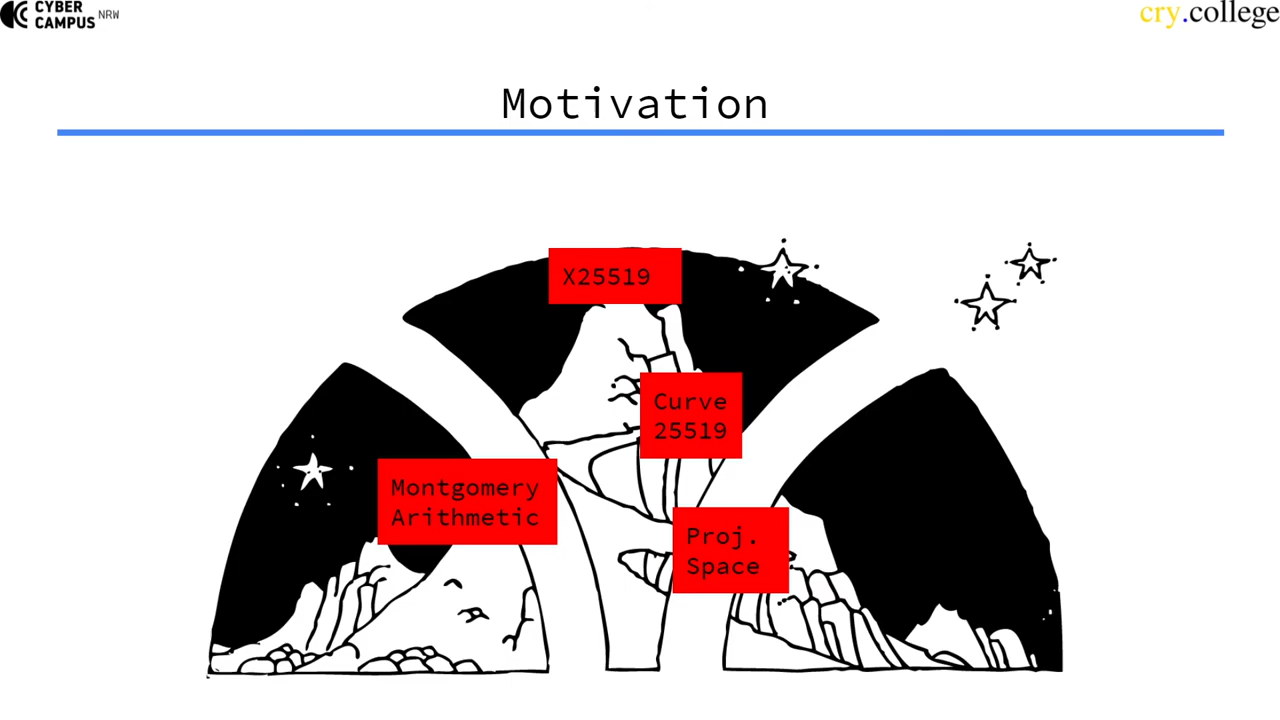 CYBER
CAMPUS NRW
cry.college
Motivation
X25519
Curve
25519
Montgomery
Arithmetic
Proj.
Space